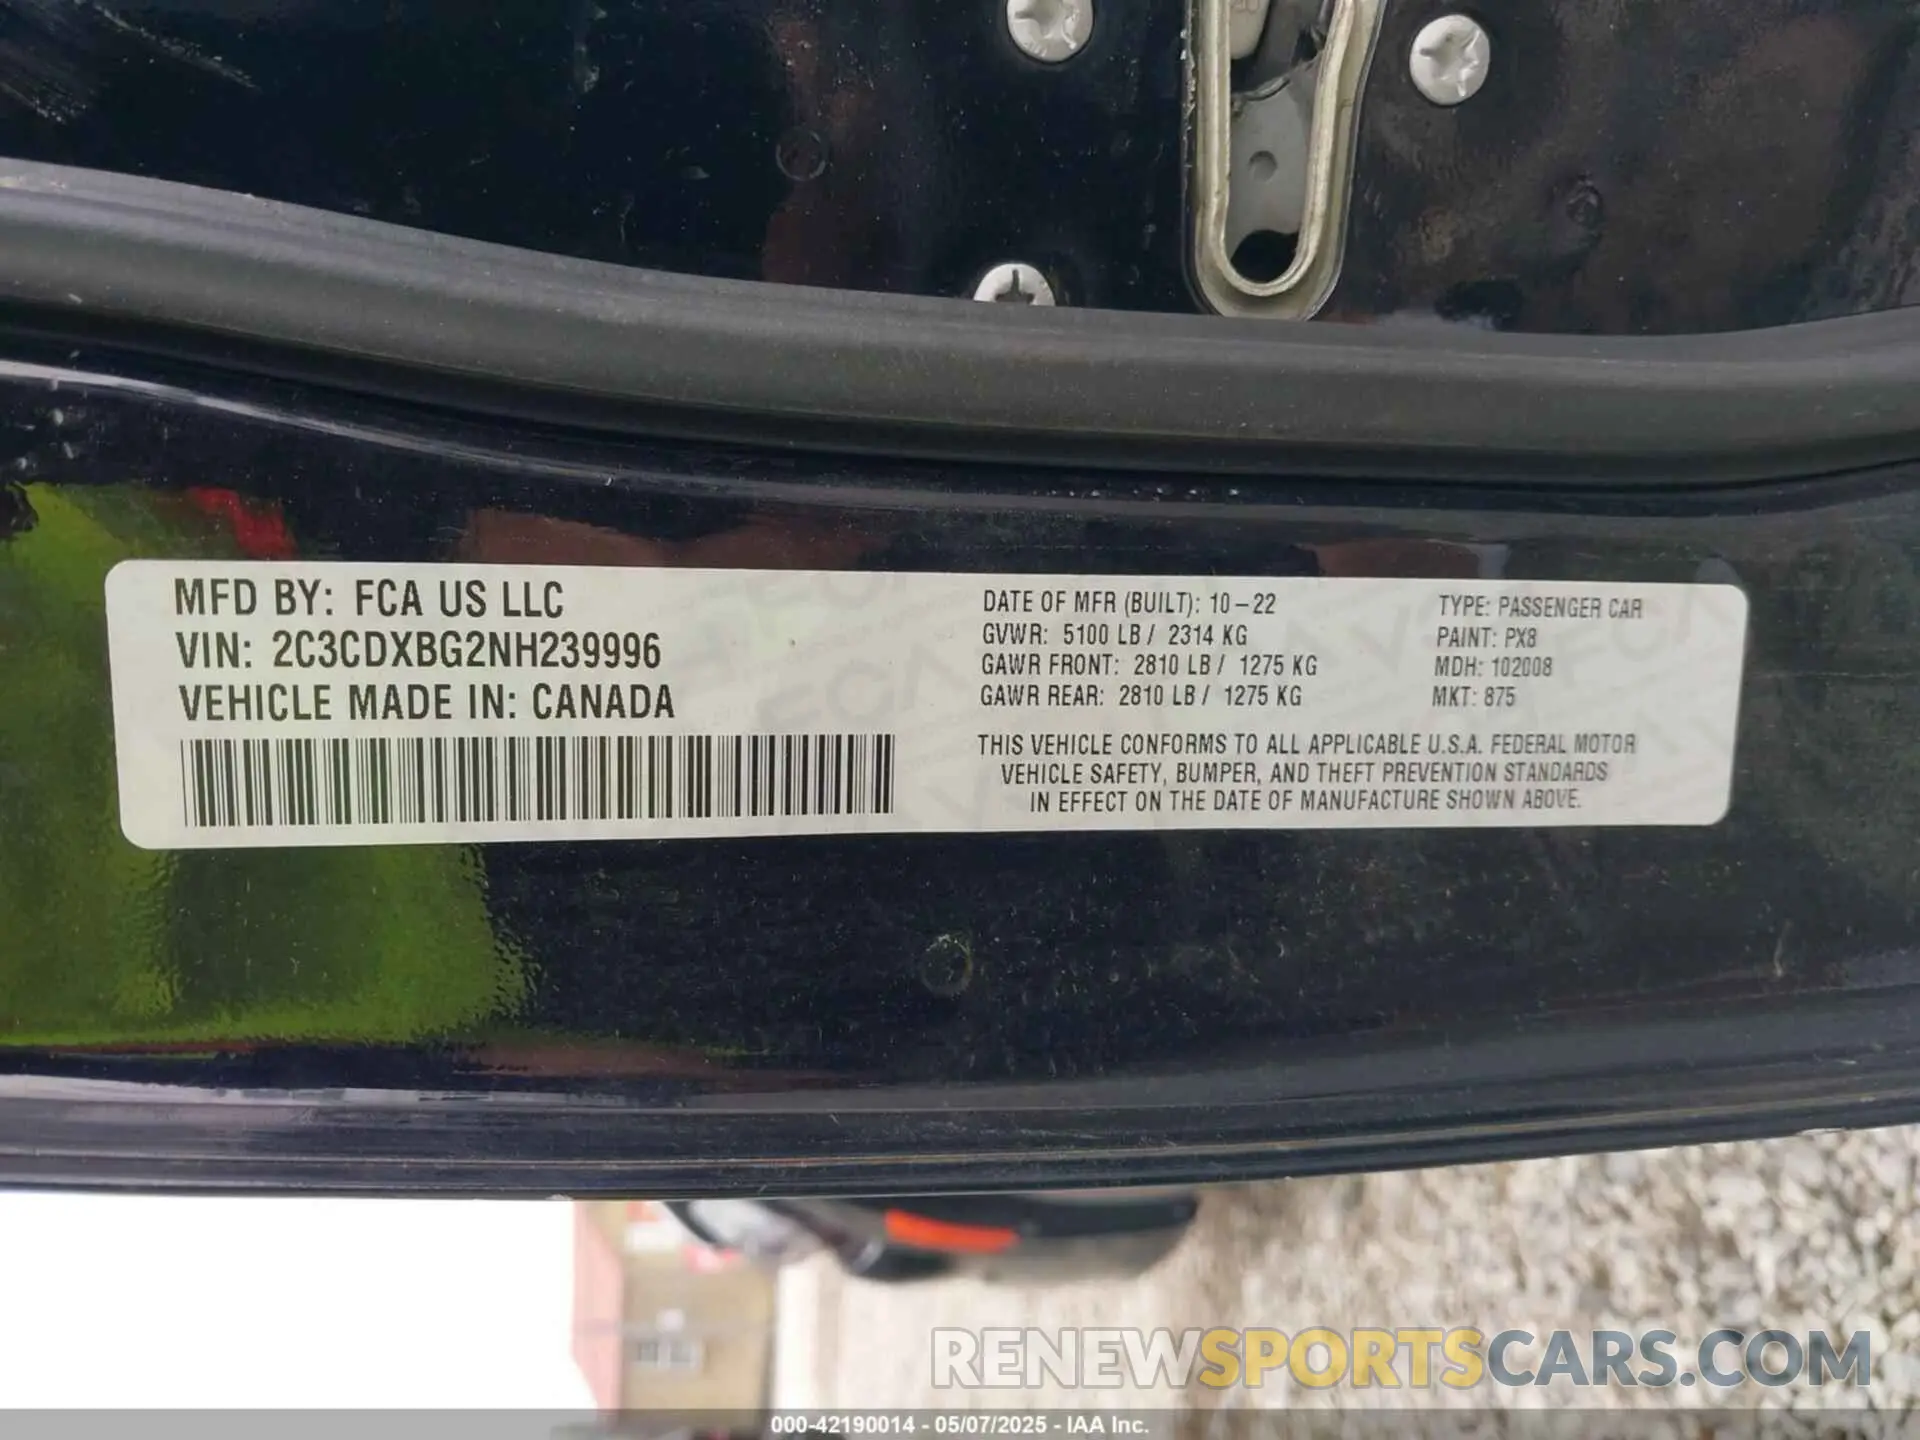 MFD BY: FCA US LLC
VIN: 2C3CDXBG2NH239996
VEHICLE MADE IN: CANADA
DATE OF MFR (BUILT): 10-22
GVWR: 5100 LB / 2314 KG
GAWR FRONT: 2810 LB / 1275 KG
GAWR REAR: 2810 LB / 1275 KG
TYPE: PASSENGER CAR
PAINT: PX8
MDH: 102008
MKT: 875
THIS VEHICLE CONFORMS TO ALL APPLICABLE U.S.A. FEDERAL MOTOR
VEHICLE SAFETY, BUMPER, AND THEFT PREVENTION STANDARDS
IN EFFECT ON THE DATE OF MANUFACTURE SHOWN ABOVE.
RENEWSPORTSCARS.COM
000-42190014 - 05/07/2025 - IAA Inc.